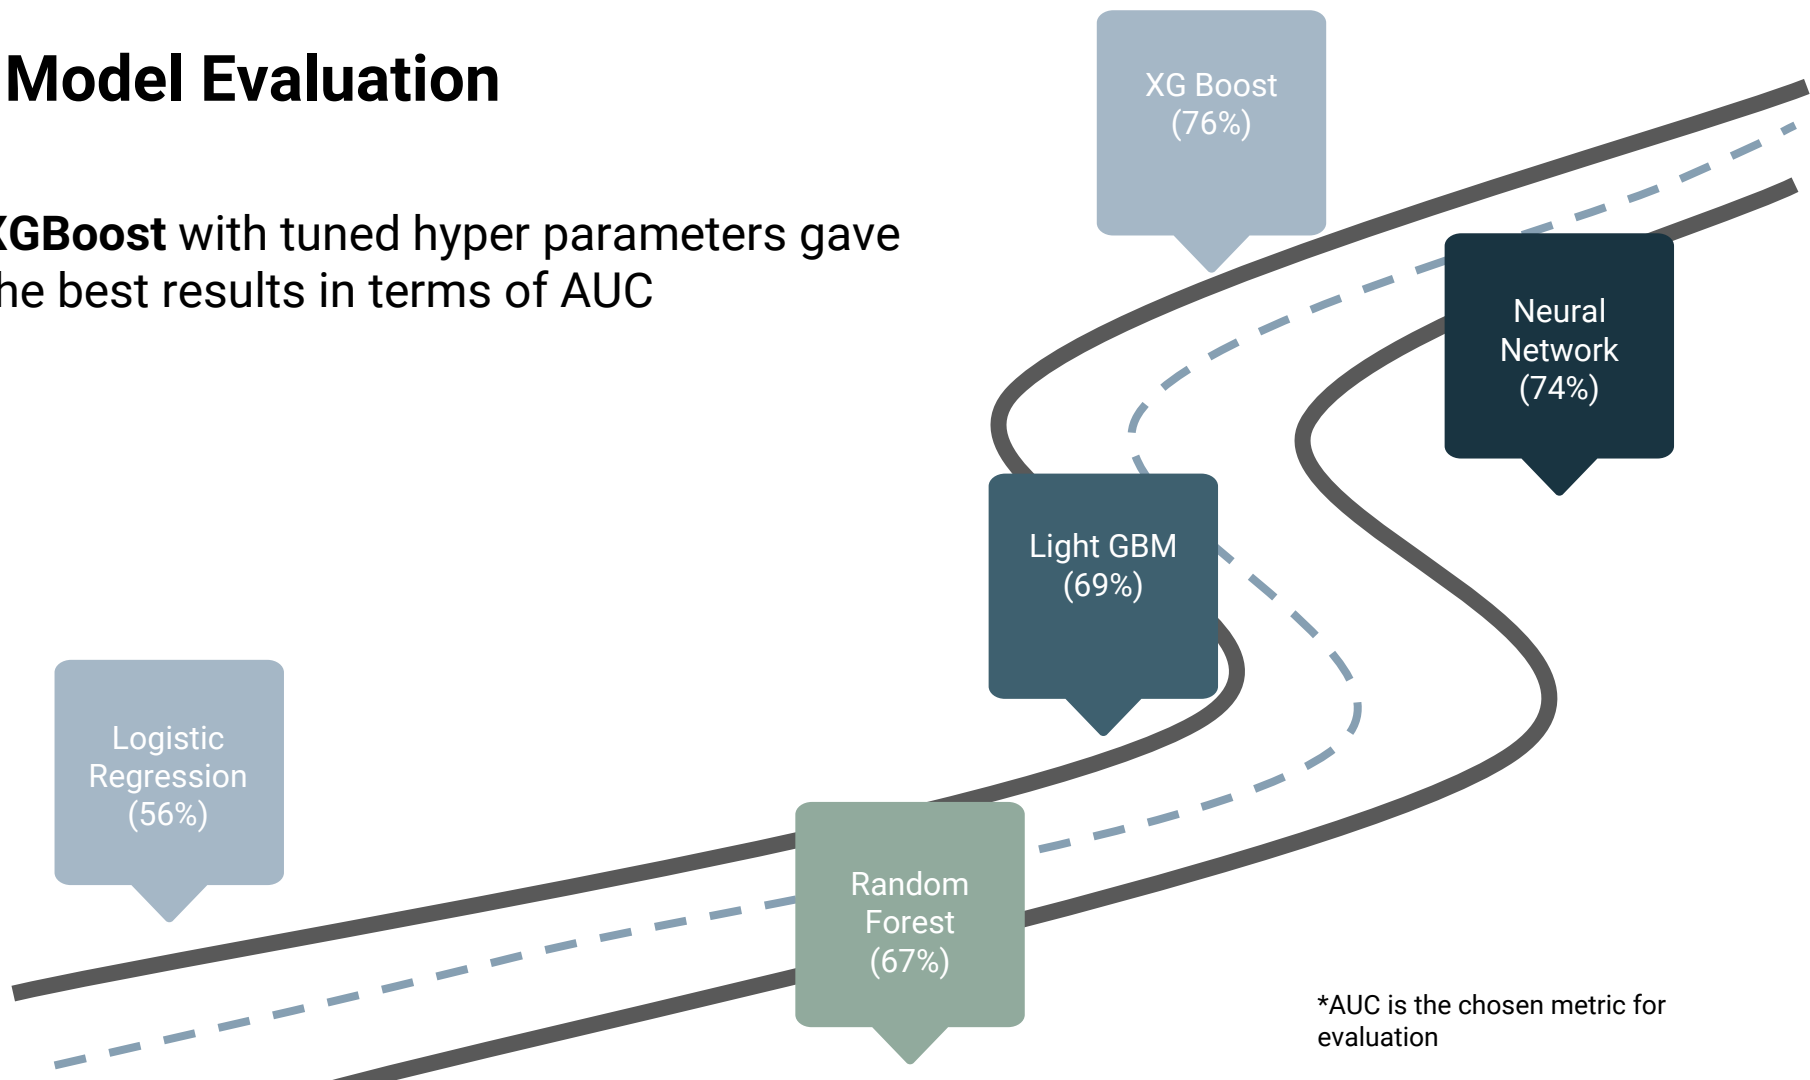 Model Evaluation
XGBoost with tuned hyper parameters gave
the best results in terms of AUC
XG Boost
(76%)
Neural
Network
(74%)
Light GBM
(69%)
Logistic
Regression
(56%)
Random
Forest
(67%)
*AUC is the chosen metric for
evaluation